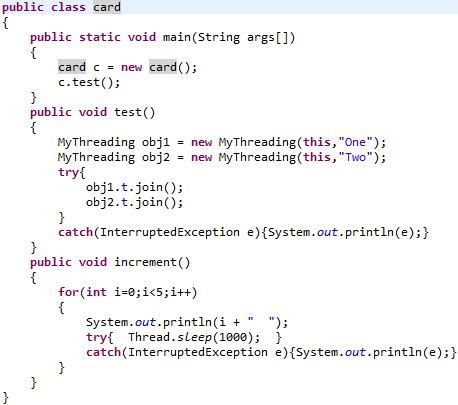 public class card
{
    public static void main(String args[])
    {
        card c = new card();
        c.test();
    }
    public void test()
    {
        MyThreading obj1 = new MyThreading(this,"One");
        MyThreading obj2 = new MyThreading(this,"Two");
        try{
            obj1.t.join();
            obj2.t.join();
        }
        catch(InterruptedException e){System.out.println(e);}
    }
    public void increment()
    {
        for(int i=0;i<5;i++)
        {
            System.out.println(i + "  ");
            try{  Thread.sleep(1000);  }
            catch(InterruptedException e){System.out.println(e);}
        }
    }
}